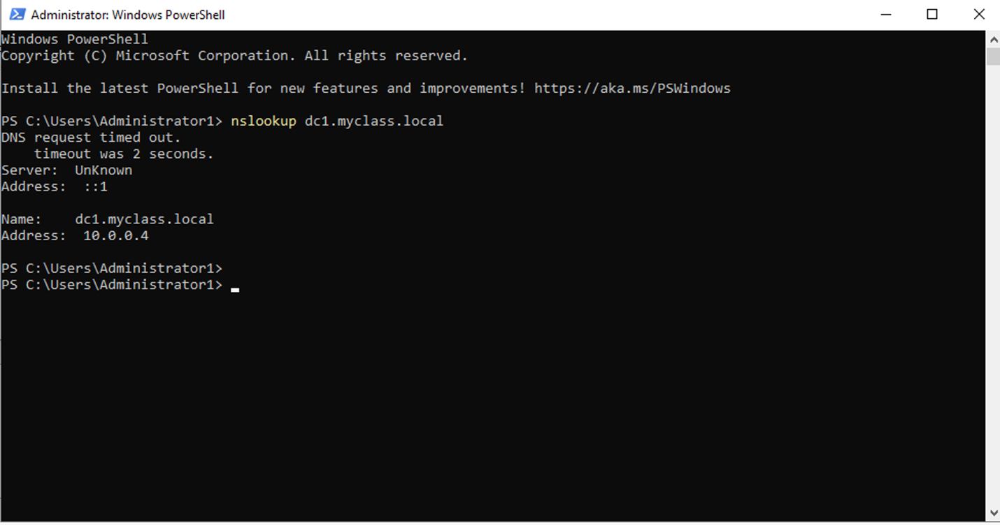 Administrator: Windows PowerShell
Windows PowerShell
Copyright (C) Microsoft Corporation. All rights reserved.
Install the latest PowerShell for new features and improvements! https://aka.ms/PSWindows
PS C:\Users\Administrator1> nslookup dc1.myclass.local
DNS request timed out.
    timeout was 2 seconds.
Server:  UnKnown
Address:  ::1
Name:    dc1.myclass.local
Address:  10.0.0.4
PS C:\Users\Administrator1>
PS C:\Users\Administrator1>